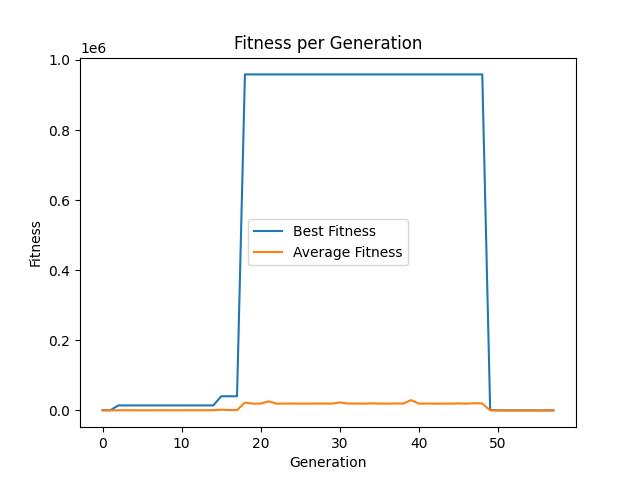 Fitness per Generation
1e6
1.0
0.8
0.6
0.4
0.2
0.0
Fitness
Best Fitness
Average Fitness
0 10 20 30 40 50
Generation